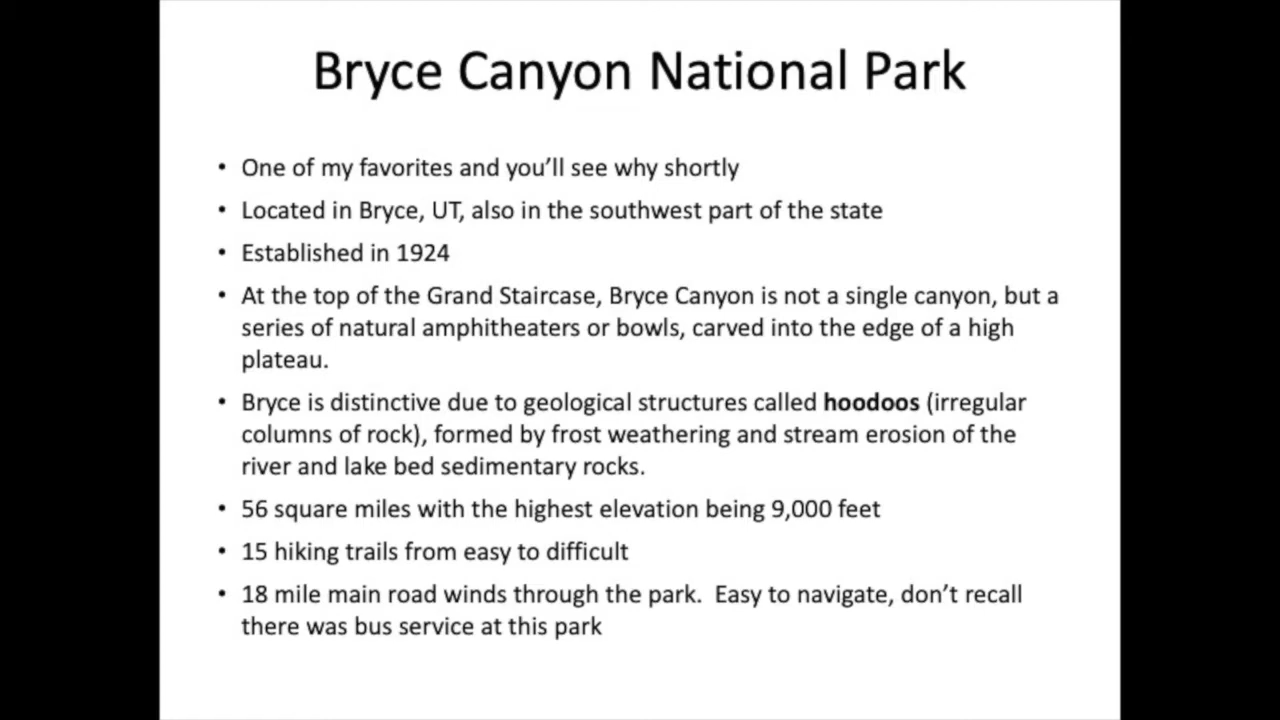 Bryce Canyon National Park
• One of my favorites and you’ll see why shortly
• Located in Bryce, UT, also in the southwest part of the state
• Established in 1924
• At the top of the Grand Staircase, Bryce Canyon is not a single canyon, but a
series of natural amphitheaters or bowls, carved into the edge of a high
plateau.
• Bryce is distinctive due to geological structures called hoodoos (irregular
columns of rock), formed by frost weathering and stream erosion of the
river and lake bed sedimentary rocks.
• 56 square miles with the highest elevation being 9,000 feet
• 15 hiking trails from easy to difficult
• 18 mile main road winds through the park.  Easy to navigate, don’t recall
there was bus service at this park